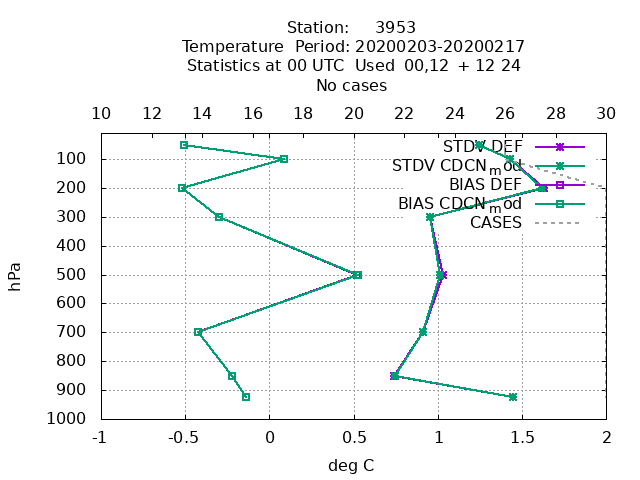 Station: 3953
Temperature Period: 20200203-20200217
Statistics at 00 UTC Used 00,12 + 12 24
No cases
10 12 14 16 18 20 22 24 26 28 30
STDV DEF
STDV CDCN_mod
BIAS DEF
BIAS CDCN_mod
CASES
100
200
300
400
500
600
700
800
900
1000
hPa
-1 -0.5 0 0.5 1 1.5 2
deg C